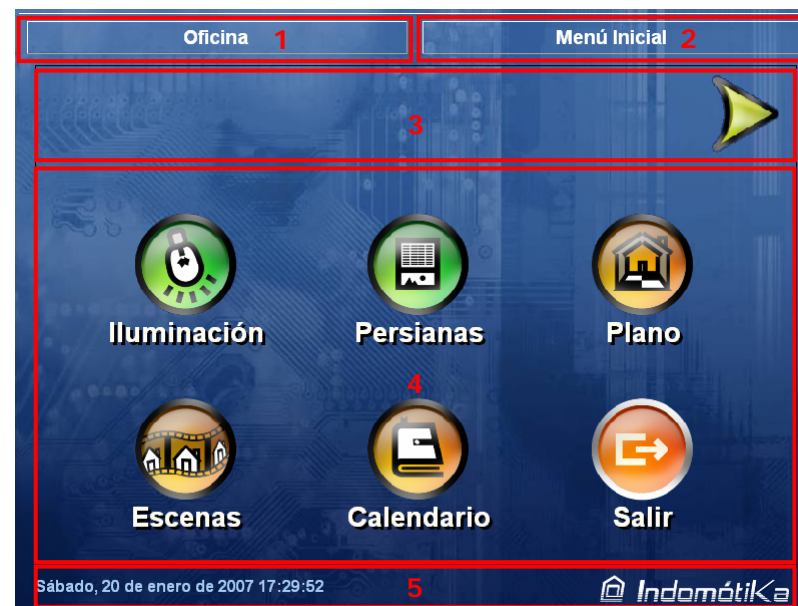 Oficina 1 Menú Inicial 2
3
Iluminación Persianas Plano
4
Escenas Calendario Salir
Sábado, 20 de enero de 2007 17:29:52 5 IndomótiKa